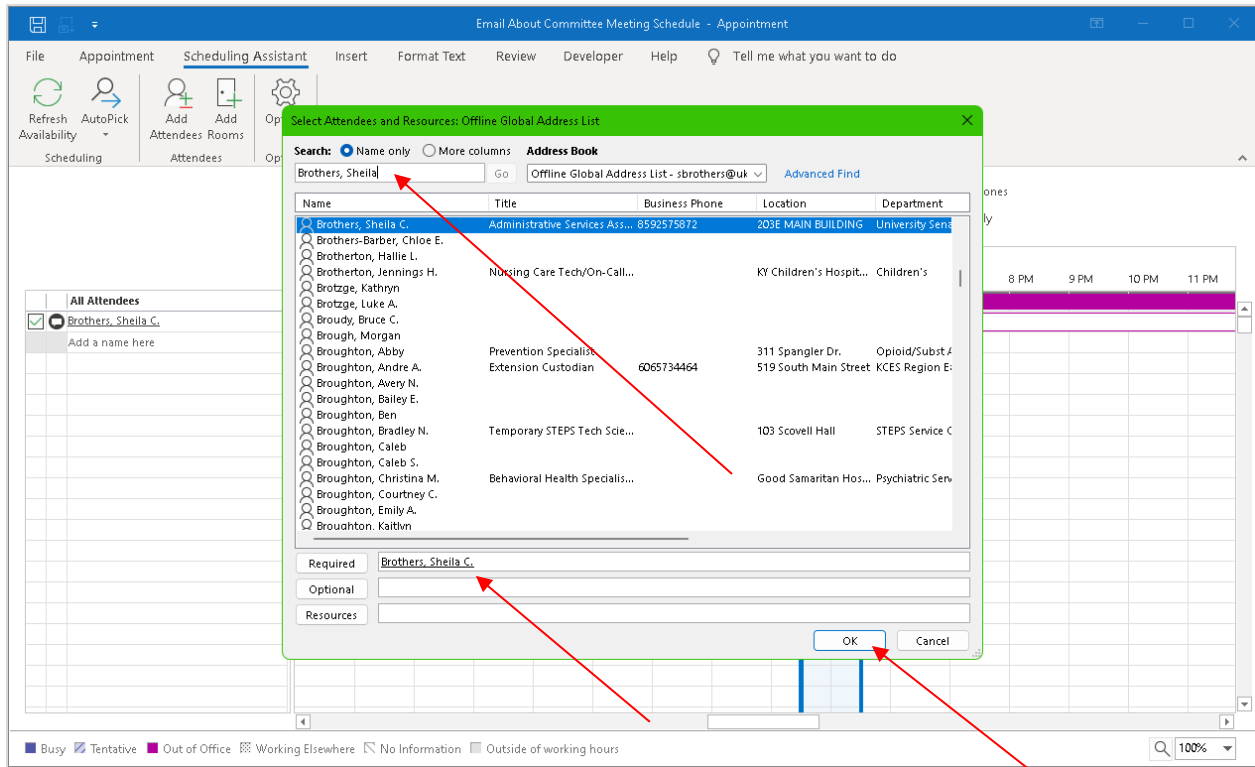 Email About Committee Meeting Schedule - Appointment
File Appointment Scheduling Assistant Insert Format Text Review Developer Help Tell me what you want to do
Refresh Availability AutoPick Add Attendees Add Rooms
Scheduling Attendees
Select Attendees and Resources: Offline Global Address List
Search: Name only More columns Address Book
Brothers, Sheila Go Offline Global Address List - sbrothers@uk Advanced Find
Name Title Business Phone Location Department
Brothers, Sheila C. Administrative Services Ass... 8592575872 203E MAIN BUILDING University Sena
Brothers-Barber, Chloe E.
Brotherton, Hallie L.
Brotherton, Jennings H. Nursing Care Tech/On-Call... KY Children's Hospit... Children's
Brotzge, Kathryn
Brotzge, Luke A.
Broudy, Bruce C.
Brough, Morgan
Broughton, Abby Prevention Specialist 311 Spangler Dr. Opioid/Subst A
Broughton, Andre A. Extension Custodian 6065734464 519 South Main Street KCES Region E
Broughton, Avery N.
Broughton, Bailey E.
Broughton, Ben
Broughton, Bradley N. Temporary STEPS Tech Scie... 103 Scovell Hall STEPS Service C
Broughton, Caleb
Broughton, Caleb S.
Broughton, Christina M. Behavioral Health Specialis... Good Samaritan Hos... Psychiatric Serv
Broughton, Courtney C.
Broughton, Emily A.
Broughton, Kaitlyn
Required Brothers, Sheila C.
Optional
Resources
OK Cancel
8 PM 9 PM 10 PM 11 PM
All Attendees
Brothers, Sheila C.
Add a name here
Busy Tentative Out of Office Working Elsewhere No Information Outside of working hours 100%